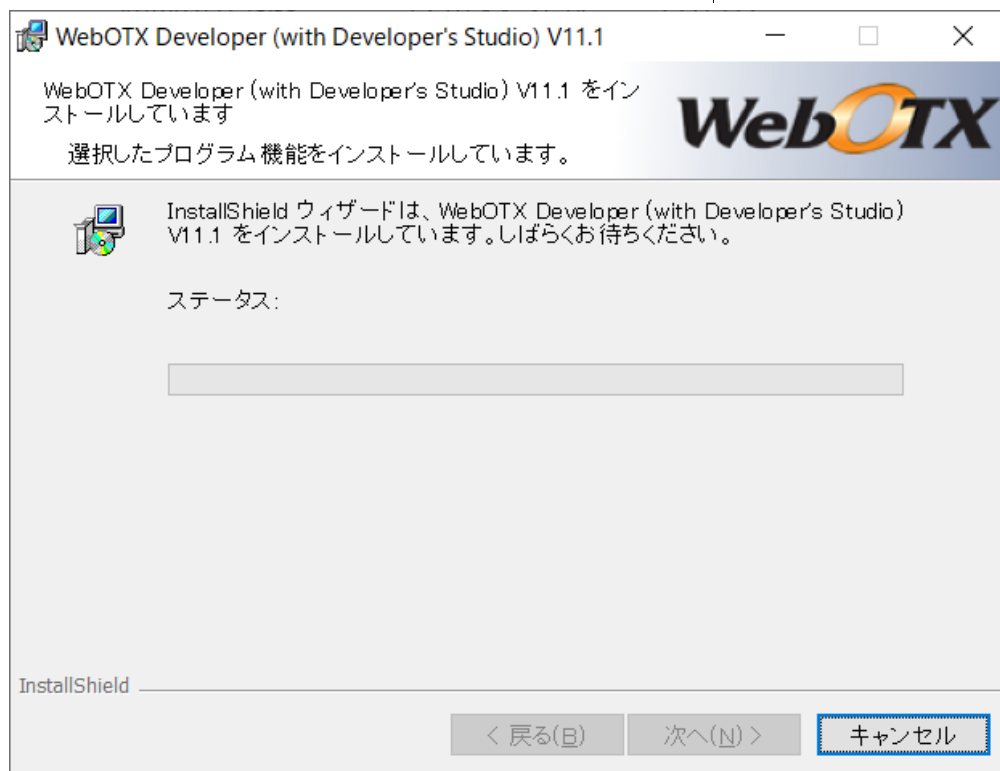 WebOTX Developer (with Developer's Studio) V11.1
WebOTX Developer (with Developer's Studio) V11.1 をイン
ストールしています
選択したプログラム機能をインストールしています。
WebOTX
InstallShield ウィザードは、WebOTX Developer (with Developer's Studio)
V11.1 をインストールしています。しばらくお待ちください。
ステータス:
InstallShield
< 戻る(B)
次へ(N) >
キャンセル